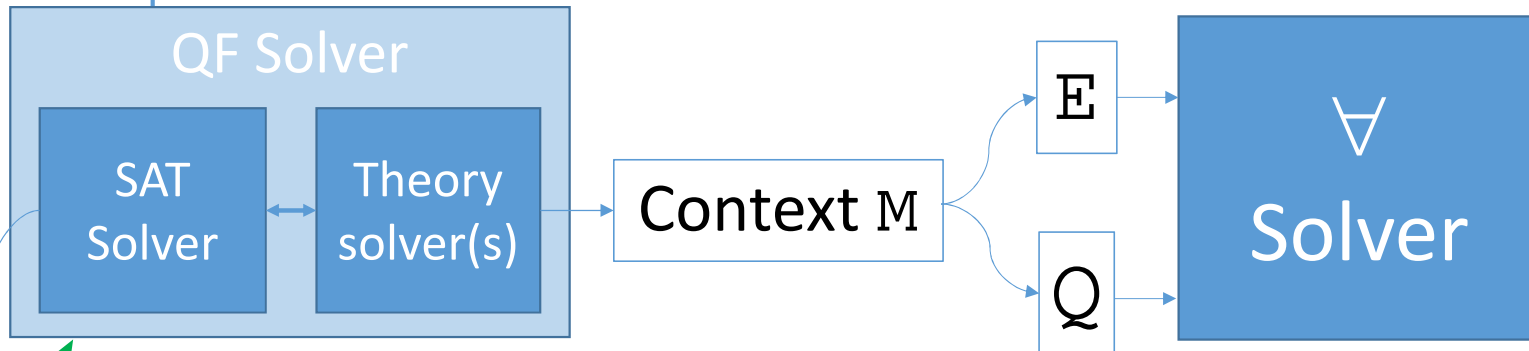 QF Solver
SAT
Solver
Theory
solver(s)
Context M
E
Q
∀
Solver